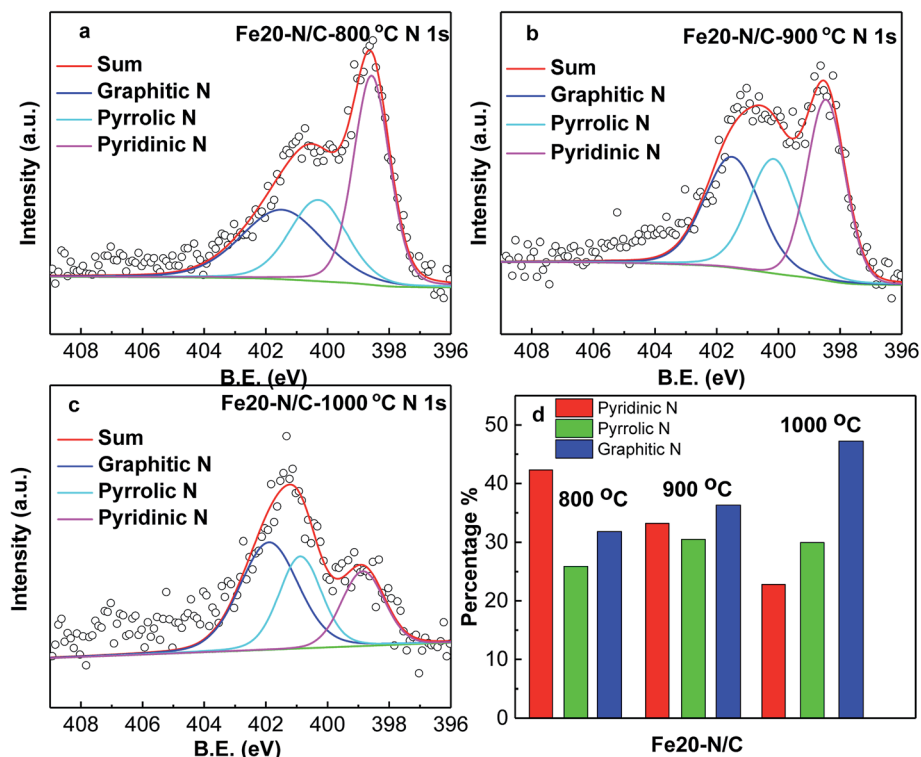 a
Fe20-N/C-800 °C N 1s
Sum
Graphitic N
Pyrrolic N
Pyridinic N
Intensity (a.u.)
408 406 404 402 400 398 396
B.E. (eV)
b
Fe20-N/C-900 °C N 1s
Sum
Graphitic N
Pyrrolic N
Pyridinic N
Intensity (a.u.)
408 406 404 402 400 398 396
B.E. (eV)
c
Fe20-N/C-1000 °C N 1s
Sum
Graphitic N
Pyrrolic N
Pyridinic N
Intensity (a.u.)
408 406 404 402 400 398 396
B.E. (eV)
d
Pyridinic N
Pyrrolic N
Graphitic N
800 °C
900 °C
1000 °C
Percentage %
50
40
30
20
10
0
Fe20-N/C